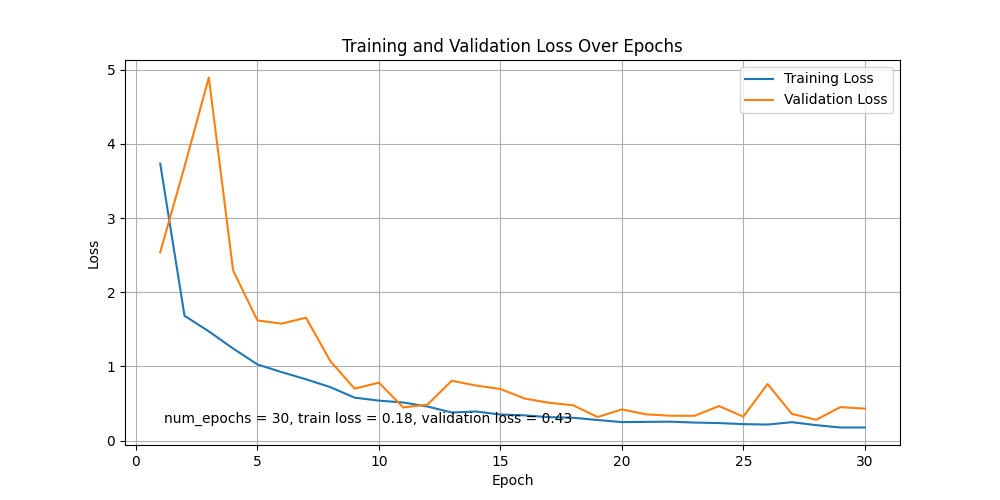 Training and Validation Loss Over Epochs
Training Loss
Validation Loss
5
4
3
2
1
0
Loss
num_epochs = 30, train loss = 0.18, validation loss = 0.43
0 5 10 15 20 25 30
Epoch